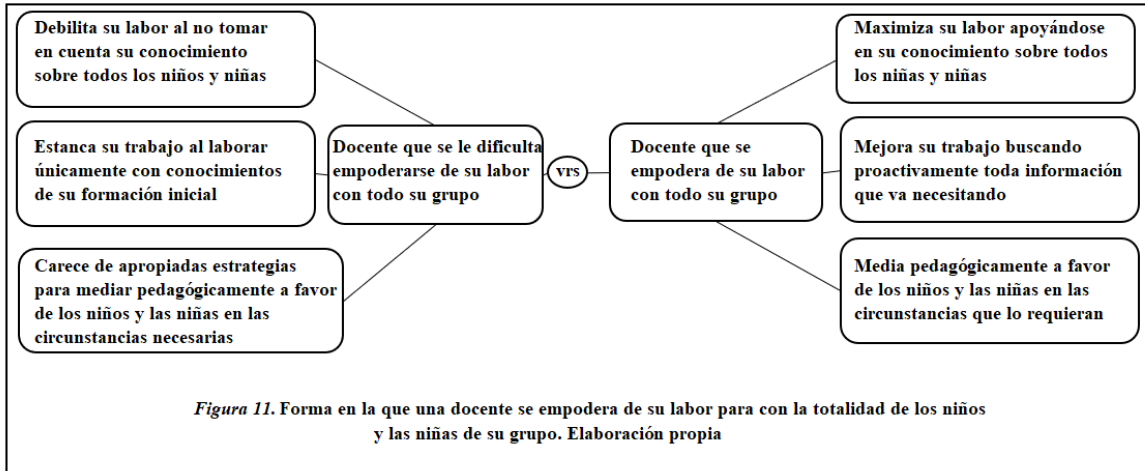 Debilita su labor al no tomar
en cuenta su conocimiento
sobre todos los niños y niñas
Estanca su trabajo al laborar
únicamente con conocimientos
de su formación inicial
Carece de apropiadas estrategias
para mediar pedagógicamente a favor
de los niños y las niñas en las
circunstancias necesarias
Docente que se le dificulta
empoderarse de su labor
con todo su grupo
vrs
Docente que se
empodera de su labor
con todo su grupo
Maximiza su labor apoyándose
en su conocimiento sobre todos
los niñas y niñas
Mejora su trabajo buscando
proactivamente toda información
que va necesitando
Media pedagógicamente a favor
de los niños y las niñas en las
circunstancias que lo requieran
Figura 11. Forma en la que una docente se empodera de su labor para con la totalidad de los niños
y las niñas de su grupo. Elaboración propia